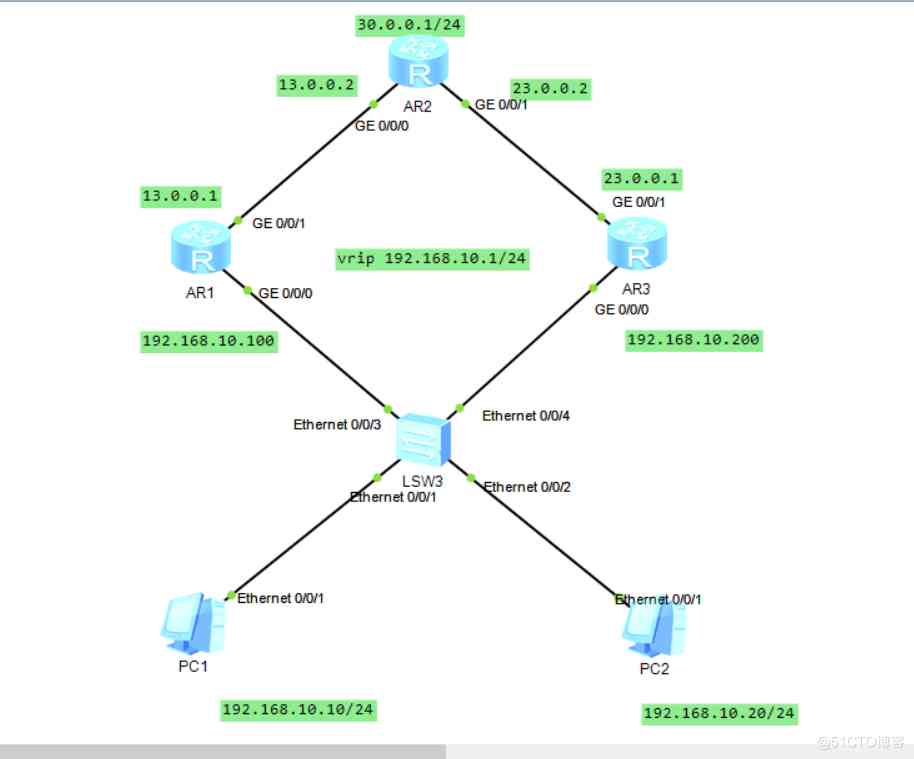 30.0.0.1/24
13.0.0.2
23.0.0.2
GE 0/0/1
AR2
GE 0/0/0
13.0.0.1
23.0.0.1
GE 0/0/1
GE 0/0/1
vrip 192.168.10.1/24
AR1
GE 0/0/0
AR3
GE 0/0/0
192.168.10.100
192.168.10.200
Ethernet 0/0/3
Ethernet 0/0/4
LSW3
Ethernet 0/0/1
Ethernet 0/0/2
Ethernet 0/0/1
Ethernet 0/0/1
PC1
PC2
192.168.10.10/24
192.168.10.20/24
@51CTO博客